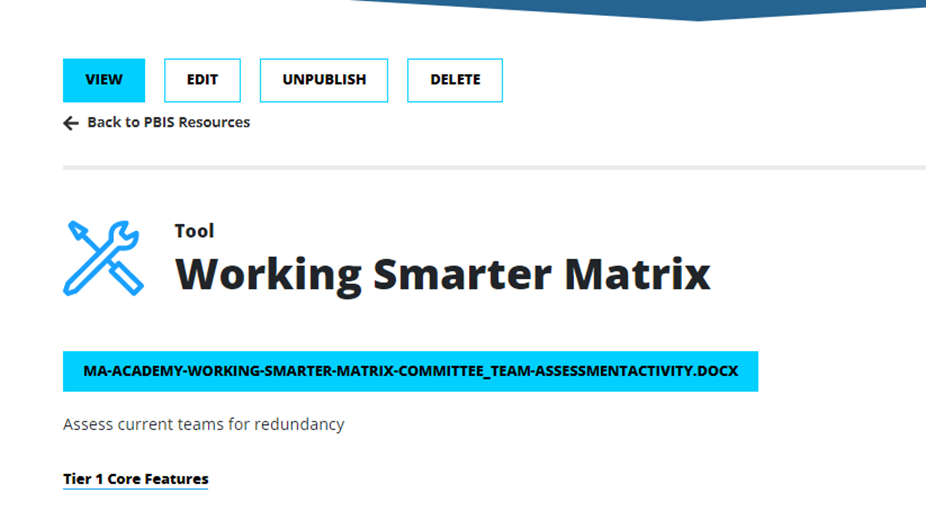 VIEW EDIT UNPUBLISH DELETE
Back to PBIS Resources
Tool
Working Smarter Matrix
MA-ACADEMY-WORKING-SMARTER-MATRIX-COMMITTEE_TEAM-ASSESSMENTACTIVITY.DOCX
Assess current teams for redundancy
Tier 1 Core Features